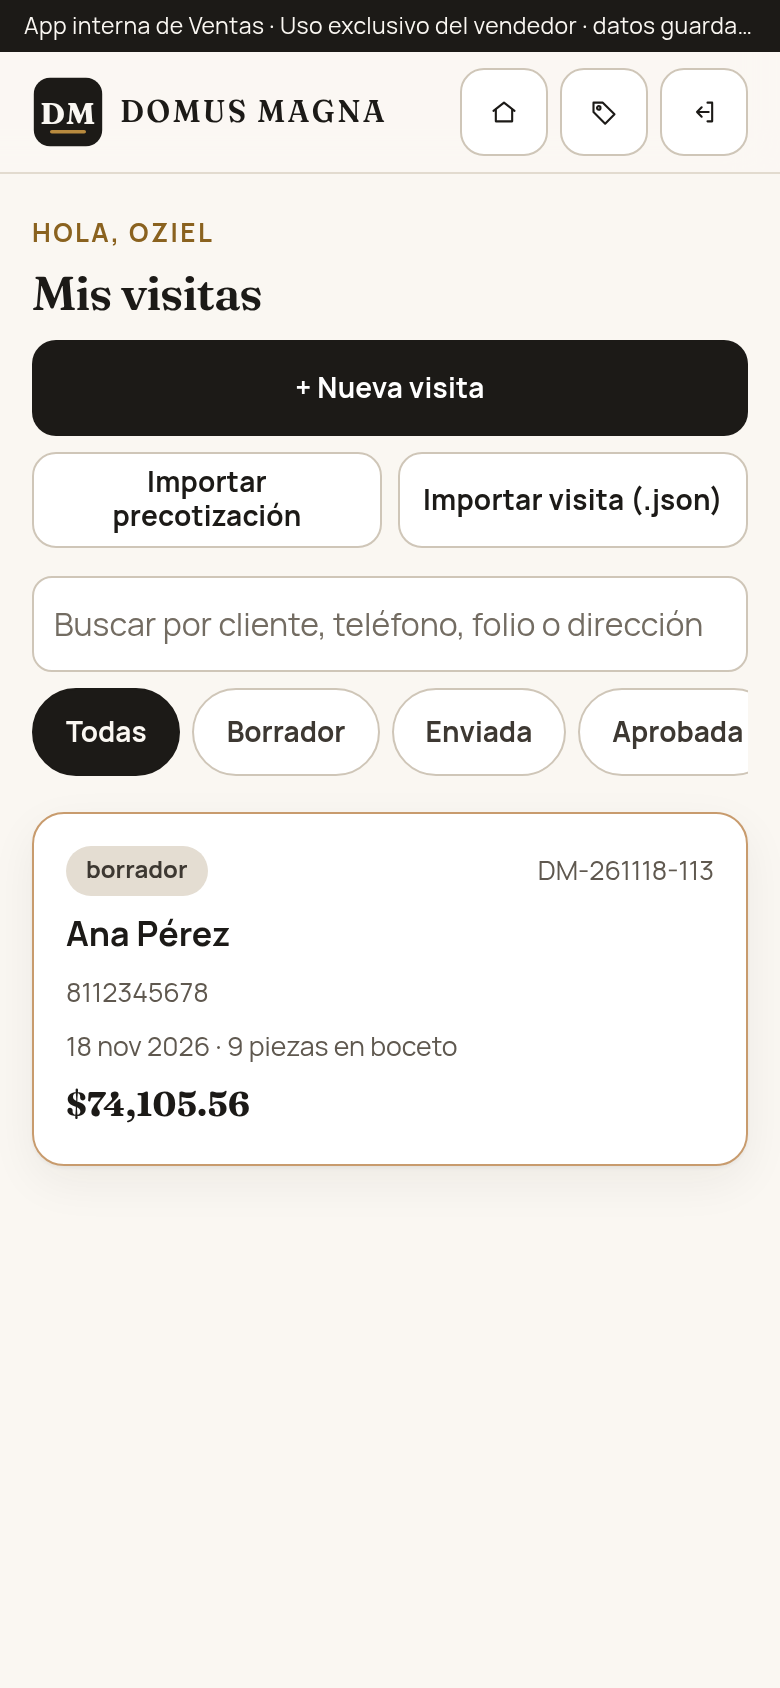 App interna de Ventas · Uso exclusivo del vendedor · datos guarda...
DM
DOMUS MAGNA
HOLA, OZIEL
Mis visitas
+ Nueva visita
Importar
precotización
Importar visita (.json)
Buscar por cliente, teléfono, folio o dirección
Todas
Borrador
Enviada
Aprobada
borrador
DM-261118-113
Ana Pérez
8112345678
18 nov 2026 · 9 piezas en boceto
$74,105.56